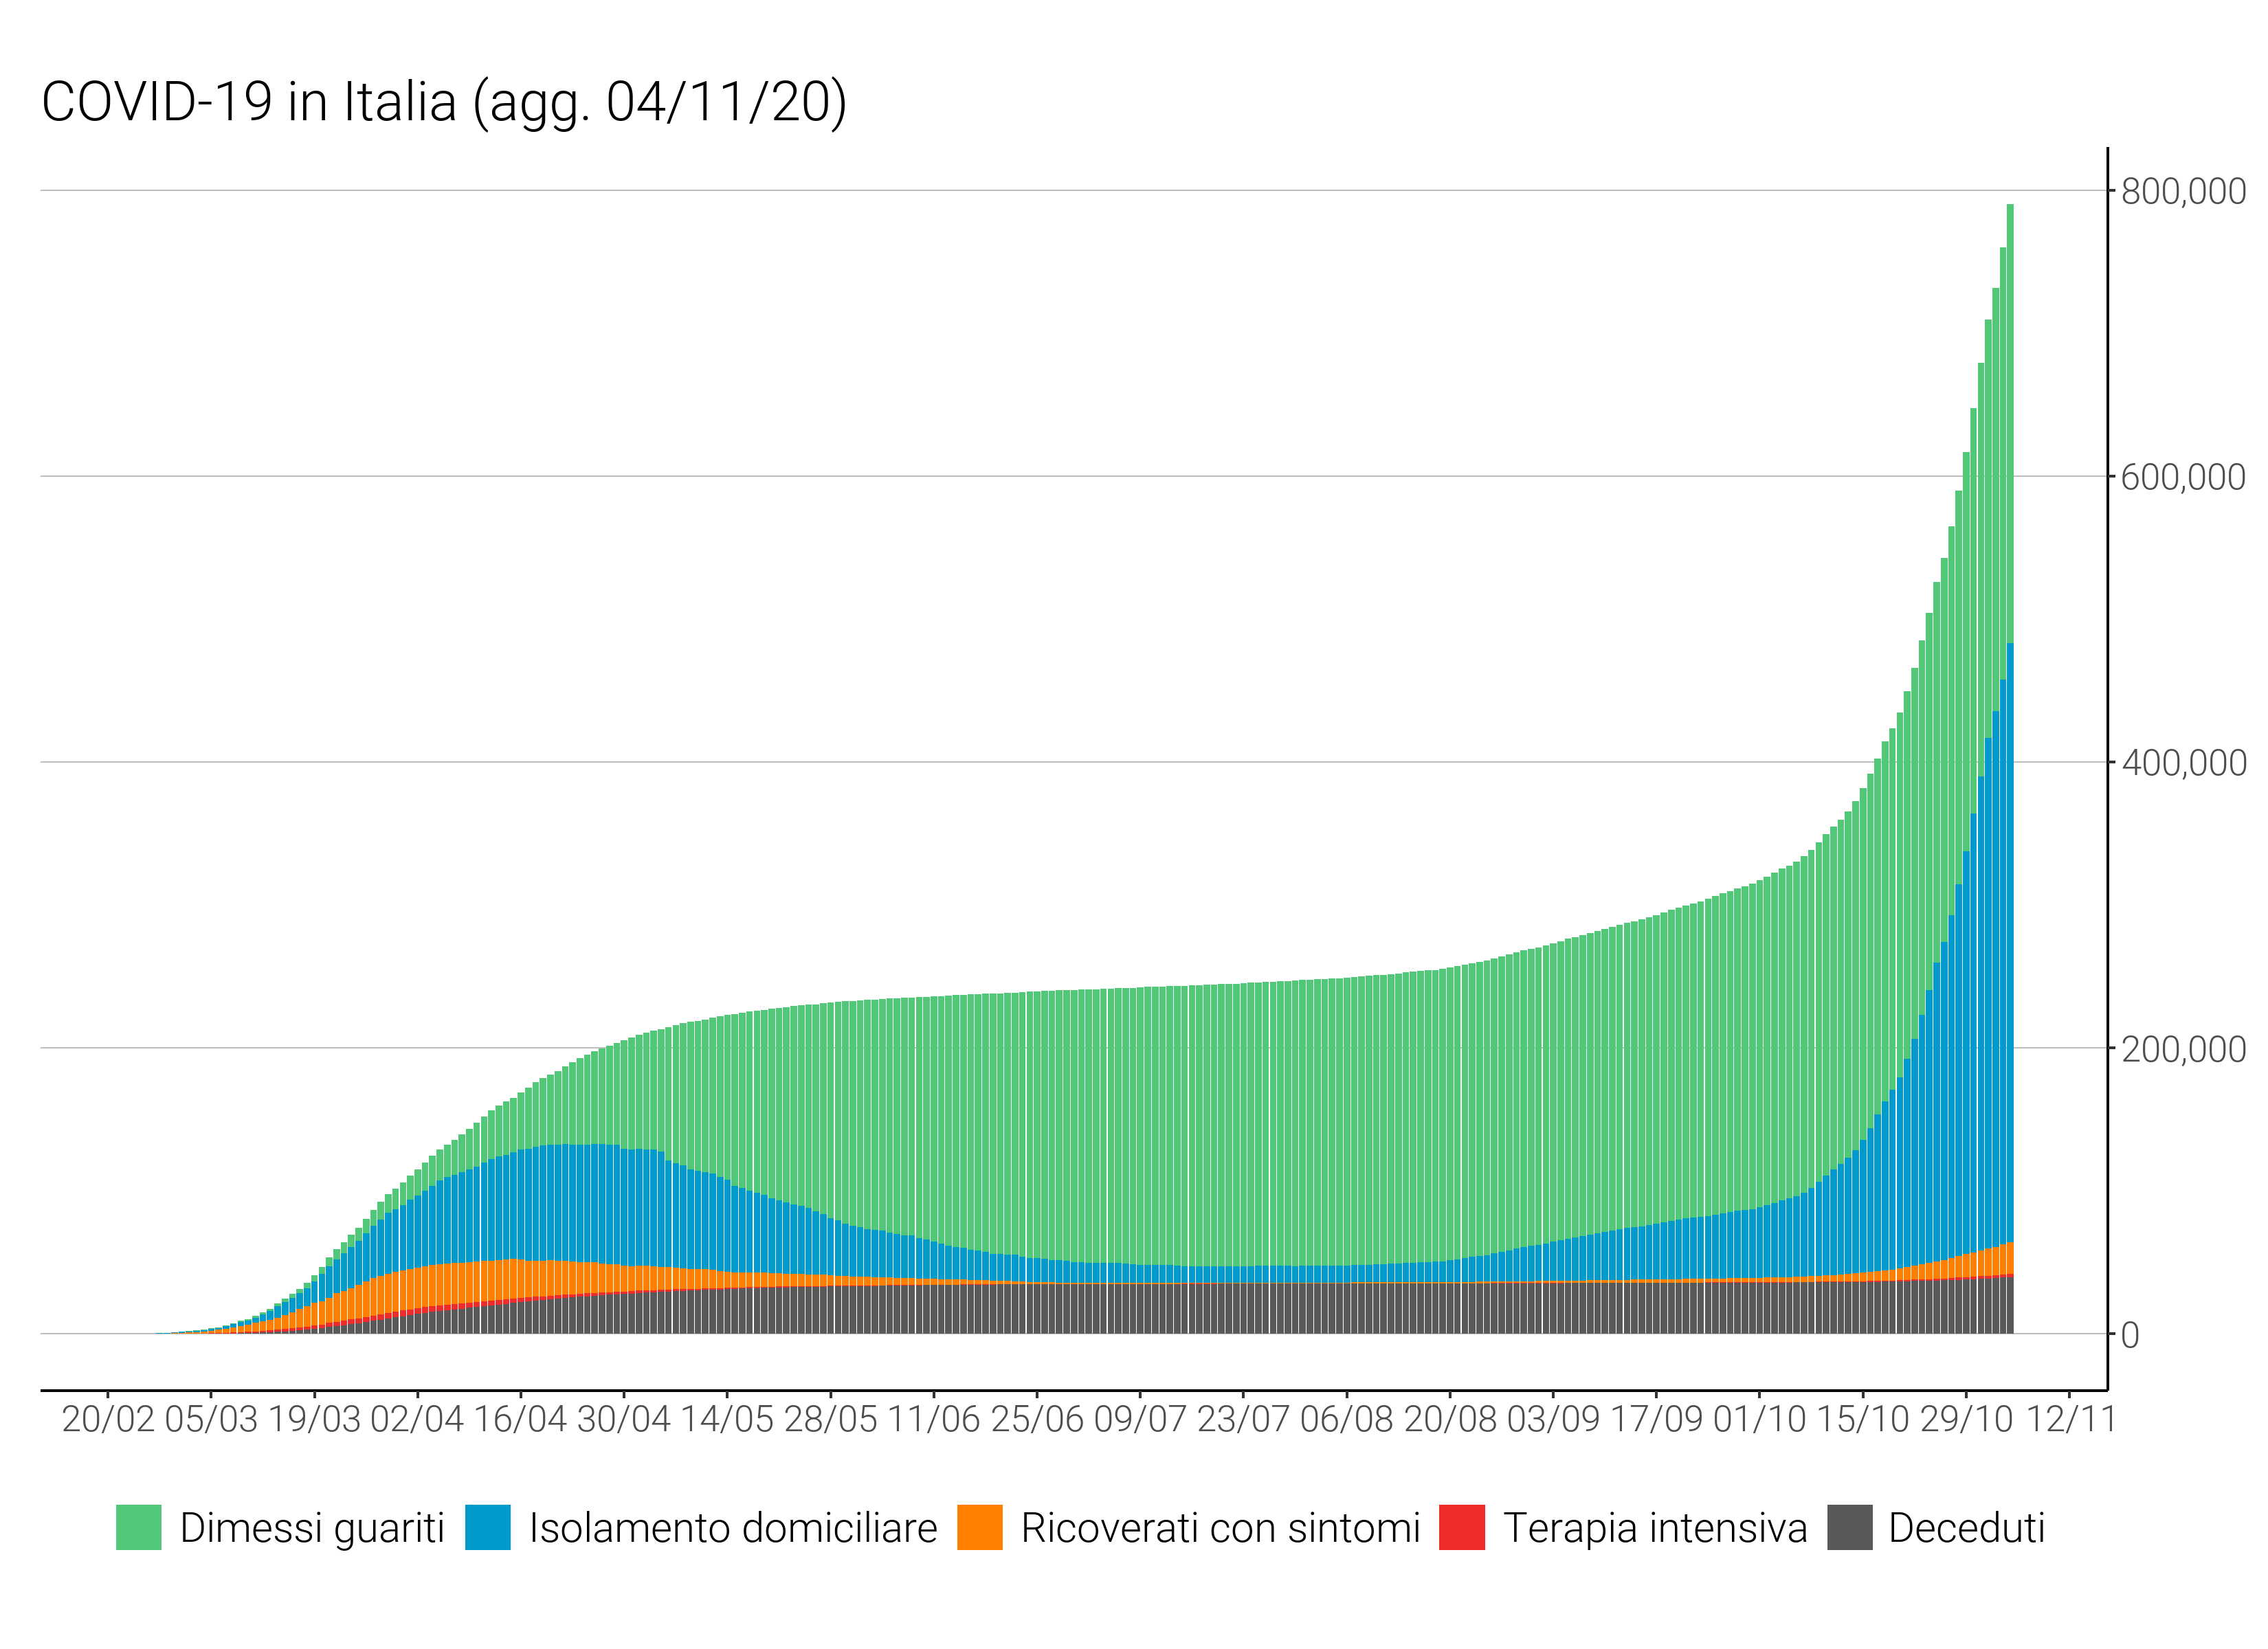 COVID-19 in Italia (agg. 04/11/20)
800,000
600,000
400,000
200,000
0
20/02 05/03 19/03 02/04 16/04 30/04 14/05 28/05 11/06 25/06 09/07 23/07 06/08 20/08 03/09 17/09 01/10 15/10 29/10 12/11
Dimessi guariti Isolamento domiciliare Ricoverati con sintomi Terapia intensiva Deceduti